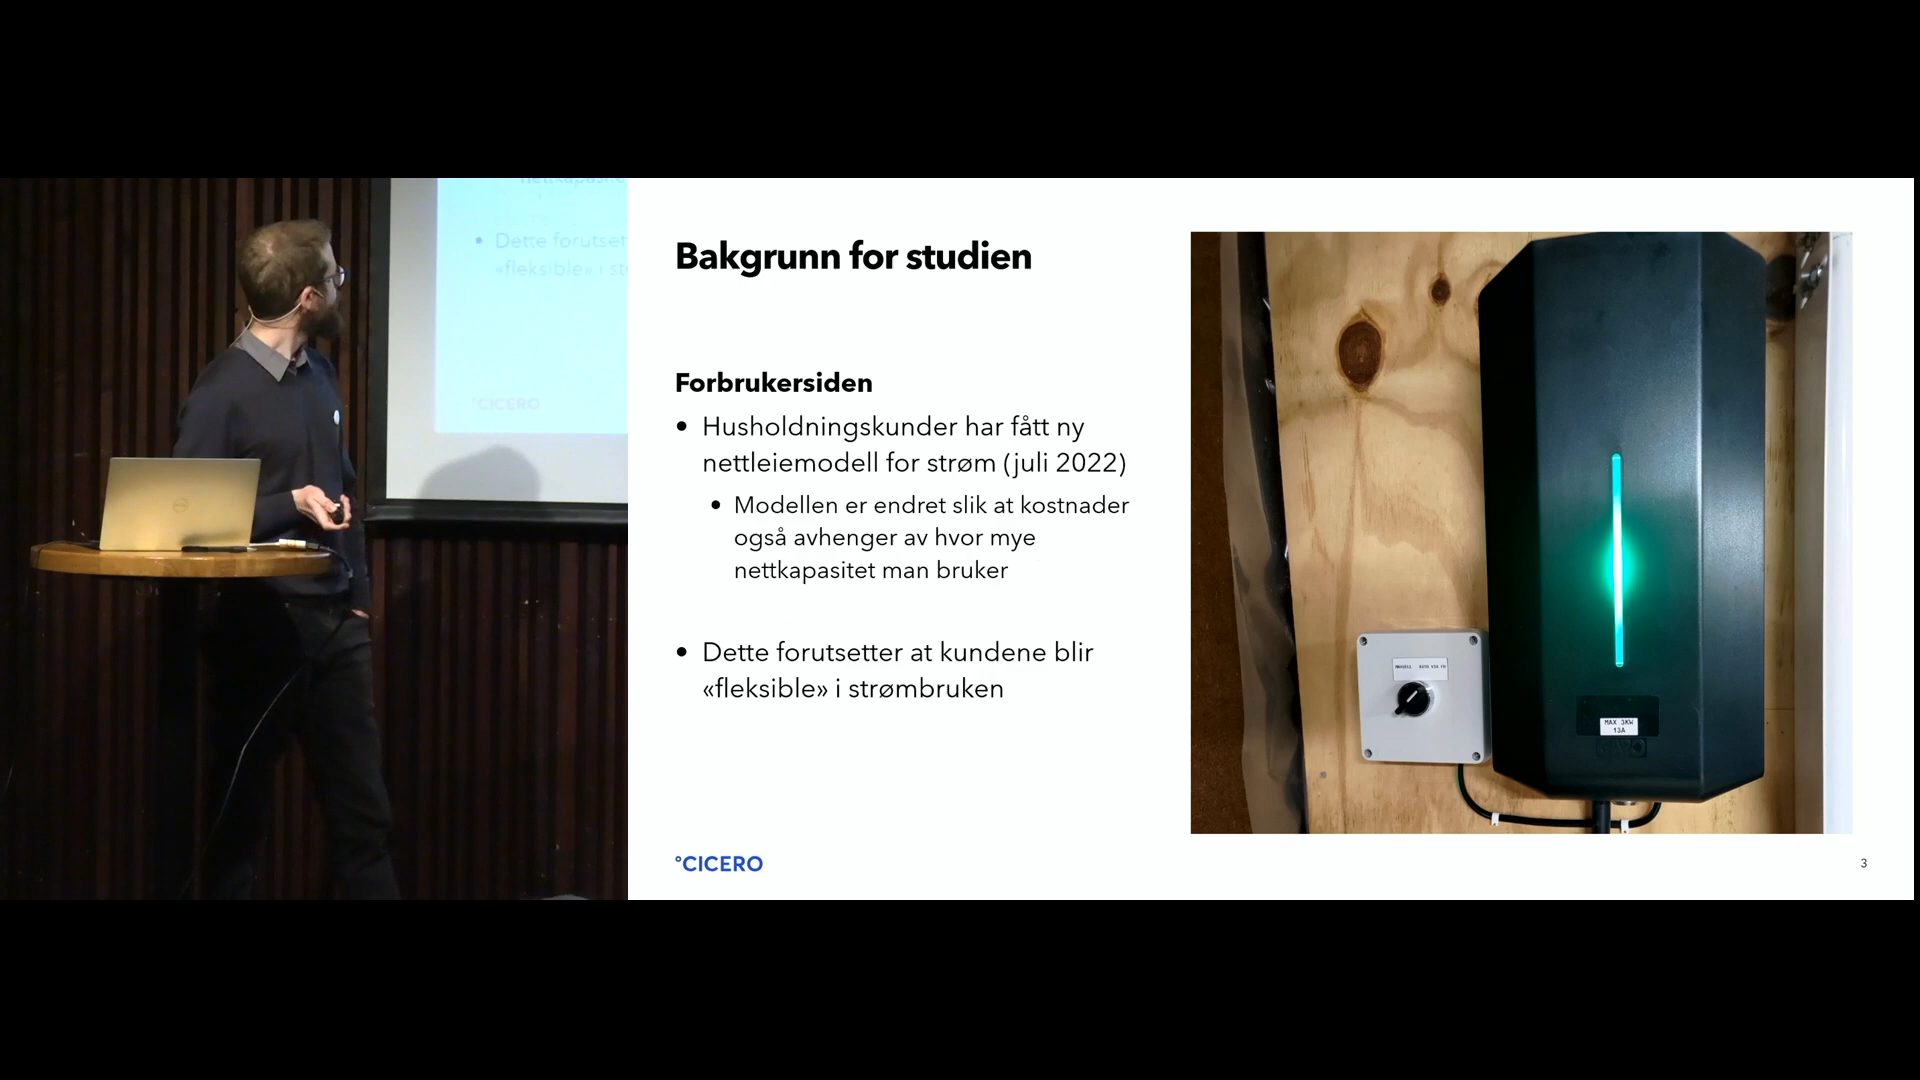 Dette forutset
«fleksible» i st
°CICERO
Bakgrunn for studien
Forbrukersiden
• Husholdningskunder har fått ny
nettleiemodell for strøm (juli 2022)
• Modellen er endret slik at kostnader
også avhenger av hvor mye
nettkapasitet man bruker
• Dette forutsetter at kundene blir
«fleksible» i strømbruken
MAX 3KW
13A
°CICERO
3